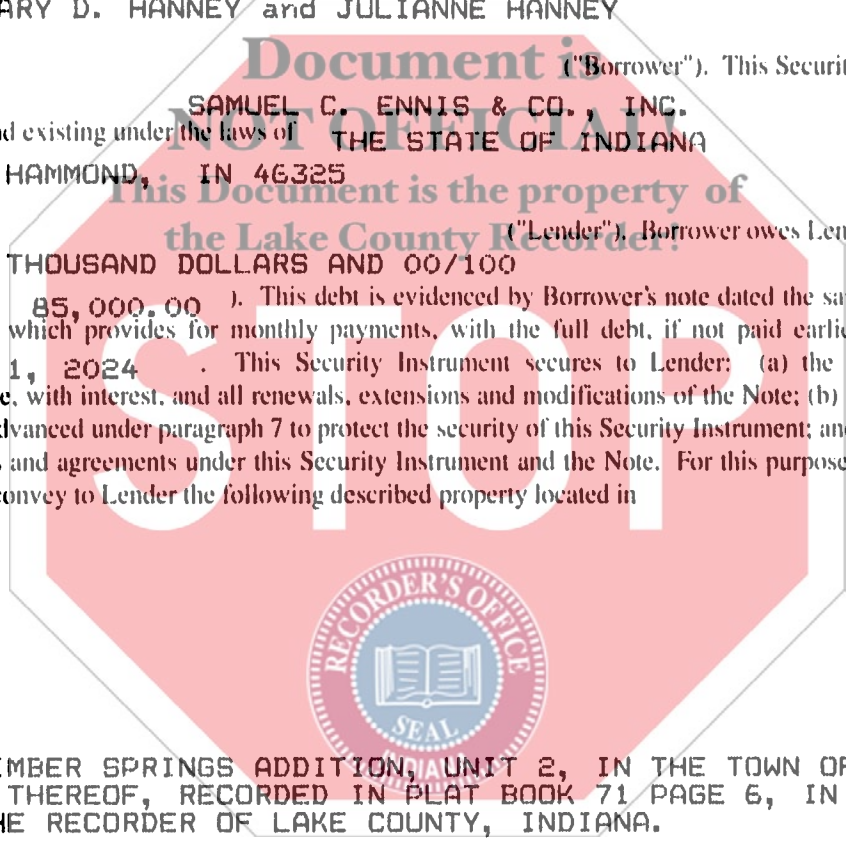 ARY D. HANNEY and JULIANNE HANNEY
Document is
("Borrower"). This Securit
SAMUEL C. ENNIS & CO., INC.
NOT OFFICIAL!
d existing under the laws of THE STATE OF INDIANA
HAMMOND, IN 46325
This Document is the property of
the Lake County Recorder!
("Lender"). Borrower owes Len
THOUSAND DOLLARS AND 00/100
85,000.00 ). This debt is evidenced by Borrower's note dated the sa
which provides for monthly payments, with the full debt, if not paid earlie
1, 2024 . This Security Instrument secures to Lender: (a) the
e, with interest, and all renewals, extensions and modifications of the Note; (b)
dvanced under paragraph 7 to protect the security of this Security Instrument; an
s and agreements under this Security Instrument and the Note. For this purpose
convey to Lender the following described property located in
STOP
RECORDER'S OFFICE
SEAL
INDIANA
IMBER SPRINGS ADDITION, UNIT 2, IN THE TOWN OF
THEREOF, RECORDED IN PLAT BOOK 71 PAGE 6, IN
HE RECORDER OF LAKE COUNTY, INDIANA.